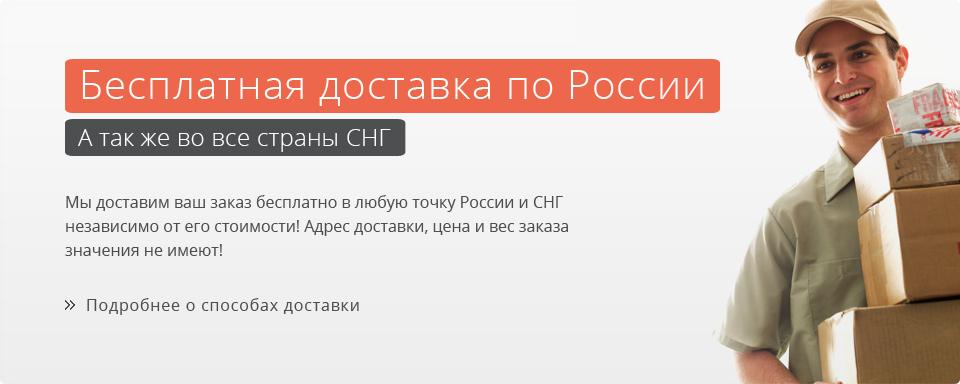 Бесплатная доставка по России
А так же во все страны СНГ
Мы доставим ваш заказ бесплатно в любую точку России и СНГ
независимо от его стоимости! Адрес доставки, цена и вес заказа
значения не имеют!
» Подробнее о способах доставки